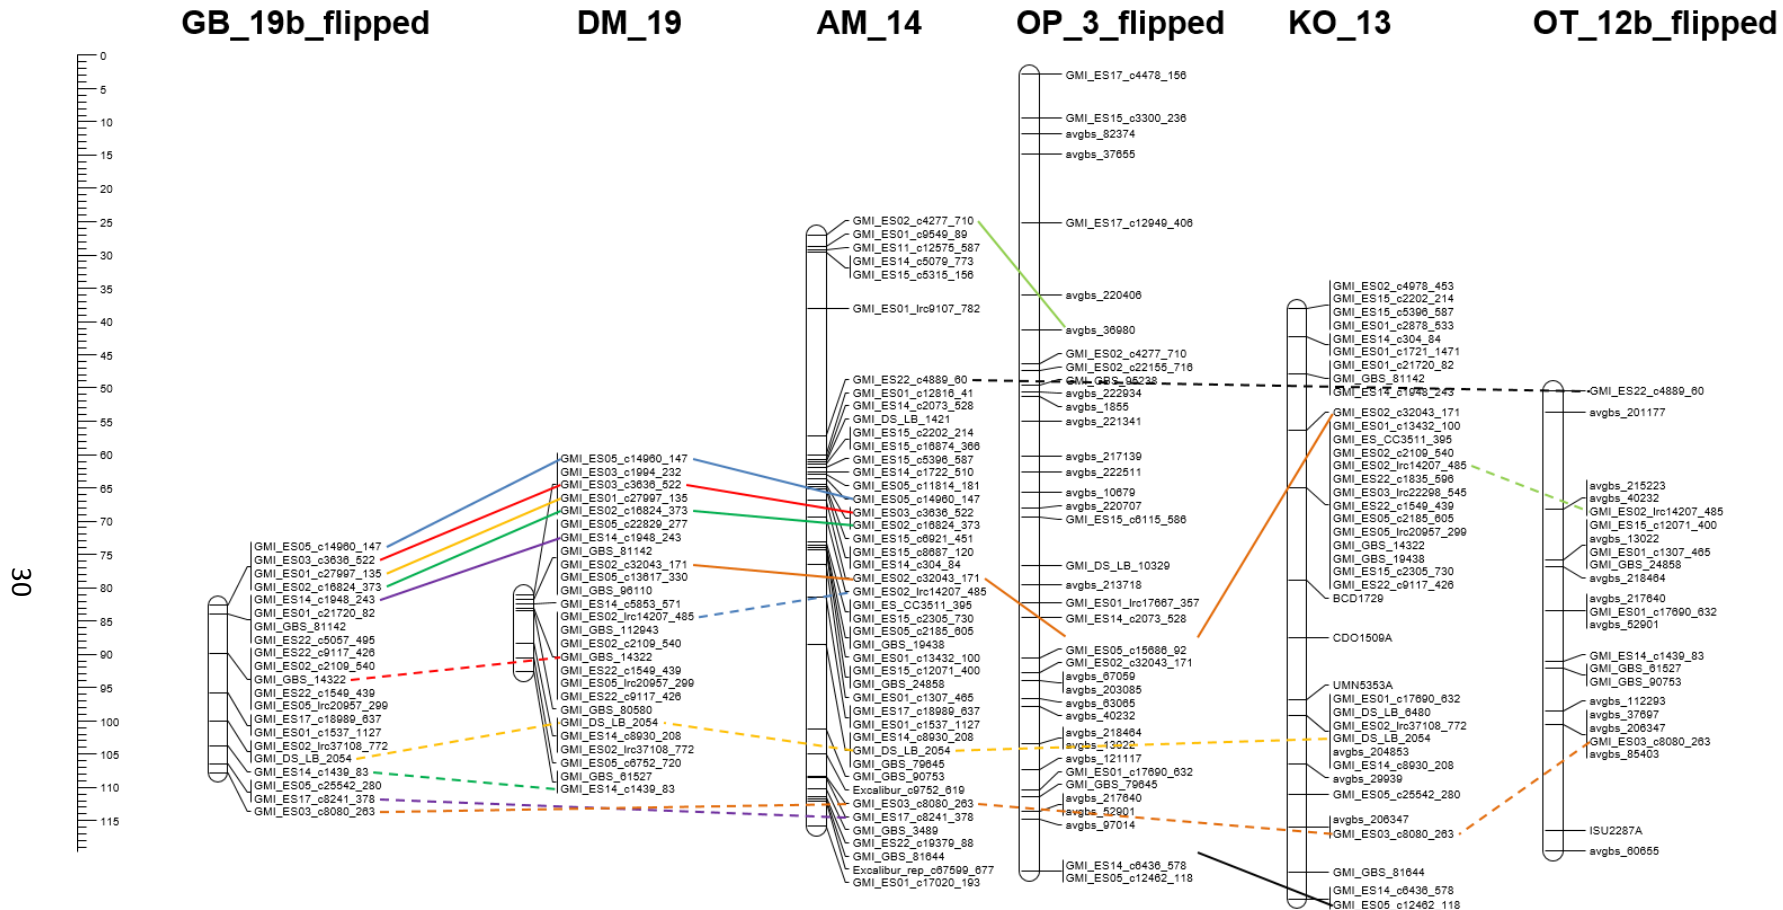 GB_19b_flipped
DM_19
AM_14
OP_3_flipped
KO_13
OT_12b_flipped
0
5
10
15
20
25
30
35
40
45
50
55
60
65
70
75
80
85
90
95
100
105
110
115
30
GMI_ES05_c14960_147
GMI_ES03_c3636_522
GMI_ES01_c27997_135
GMI_ES02_c16824_373
GMI_ES14_c1948_243
GMI_ES01_c21720_82
GMI_GBS_81142
GMI_ES22_c5057_495
GMI_ES22_c9117_426
GMI_ES02_c2109_540
GMI_GBS_14322
GMI_ES22_c1549_439
GMI_ES05_lrc20957_299
GMI_ES17_c18989_637
GMI_ES01_c1537_1127
GMI_ES02_lrc37108_772
GMI_DS_LB_2054
GMI_ES14_c1439_83
GMI_ES05_c25542_280
GMI_ES17_c8241_378
GMI_ES03_c8080_263
GMI_ES05_c14960_147
GMI_ES03_c1994_232
GMI_ES03_c3636_522
GMI_ES01_c27997_135
GMI_ES02_c16824_373
GMI_ES05_c22829_277
GMI_ES14_c1948_243
GMI_GBS_81142
GMI_ES02_c32043_171
GMI_ES05_c13617_330
GMI_GBS_96110
GMI_ES14_c5853_571
GMI_ES02_lrc14207_485
GMI_GBS_112943
GMI_ES02_c2109_540
GMI_GBS_14322
GMI_ES22_c1549_439
GMI_ES05_lrc20957_299
GMI_ES22_c9117_426
GMI_GBS_80580
GMI_DS_LB_2054
GMI_ES14_c8930_208
GMI_ES02_lrc37108_772
GMI_ES05_c6752_720
GMI_GBS_61527
GMI_ES14_c1439_83
GMI_ES02_c4277_710
GMI_ES01_c9549_89
GMI_ES11_c12575_587
GMI_ES14_c5079_773
GMI_ES15_c5315_156
GMI_ES01_lrc9107_782
GMI_ES22_c4889_60
GMI_ES01_c12816_41
GMI_ES14_c2073_528
GMI_DS_LB_1421
GMI_ES15_c2202_214
GMI_ES15_c16874_366
GMI_ES15_c5396_587
GMI_ES14_c1722_510
GMI_ES05_c11814_181
GMI_ES05_c14960_147
GMI_ES03_c3636_522
GMI_ES02_c16824_373
GMI_ES15_c6921_451
GMI_ES15_c8687_120
GMI_ES14_c304_84
GMI_ES02_c32043_171
GMI_ES02_lrc14207_485
GMI_ES_CC3511_395
GMI_ES15_c2305_730
GMI_ES05_c2185_605
GMI_GBS_19438
GMI_ES01_c13432_100
GMI_ES15_c12071_400
GMI_GBS_24858
GMI_ES01_c1307_465
GMI_ES17_c18989_637
GMI_ES01_c1537_1127
GMI_ES14_c8930_208
GMI_DS_LB_2054
GMI_GBS_79645
GMI_GBS_90753
Excalibur_c9752_619
GMI_ES03_c8080_263
GMI_ES17_c8241_378
GMI_GBS_3489
GMI_ES22_c19379_88
GMI_GBS_81644
Excalibur_rep_c67599_677
GMI_ES01_c17020_193
GMI_ES17_c4478_156
GMI_ES15_c3300_236
avgbs_82374
avgbs_37655
GMI_ES17_c12949_406
avgbs_220406
avgbs_36980
GMI_ES02_c4277_710
GMI_ES02_c22155_716
GMI_GBS_95238
avgbs_222934
avgbs_1855
avgbs_221341
avgbs_217139
avgbs_222511
avgbs_10679
avgbs_220707
GMI_ES15_c6115_586
GMI_DS_LB_10329
avgbs_213718
GMI_ES01_lrc17667_357
GMI_ES14_c2073_528
GMI_ES05_c15686_92
GMI_ES02_c32043_171
avgbs_67059
avgbs_203085
avgbs_63065
avgbs_40232
avgbs_218464
avgbs_13022
avgbs_121117
GMI_ES01_c17690_632
GMI_GBS_79645
avgbs_217640
avgbs_52901
avgbs_97014
GMI_ES14_c6436_578
GMI_ES05_c12462_118
GMI_ES02_c4978_453
GMI_ES15_c2202_214
GMI_ES15_c5396_587
GMI_ES01_c2878_533
GMI_ES14_c304_84
GMI_ES01_c1721_1471
GMI_ES01_c21720_82
GMI_GBS_81142
GMI_ES14_c1948_243
GMI_ES02_c32043_171
GMI_ES01_c13432_100
GMI_ES_CC3511_395
GMI_ES02_c2109_540
GMI_ES02_lrc14207_485
GMI_ES22_c1835_596
GMI_ES03_lrc22298_545
GMI_ES22_c1549_439
GMI_ES05_c2185_605
GMI_ES05_lrc20957_299
GMI_GBS_14322
GMI_GBS_19438
GMI_ES15_c2305_730
GMI_ES22_c9117_426
BCD1729
CDO1509A
UMN5353A
GMI_ES01_c17690_632
GMI_DS_LB_6480
GMI_ES02_lrc37108_772
GMI_DS_LB_2054
avgbs_204853
GMI_ES14_c8930_208
avgbs_29939
GMI_ES05_c25542_280
avgbs_206347
GMI_ES03_c8080_263
GMI_GBS_81644
GMI_ES14_c6436_578
GMI_ES05_c12462_118
GMI_ES22_c4889_60
avgbs_201177
avgbs_215223
avgbs_40232
GMI_ES02_lrc14207_485
GMI_ES15_c12071_400
avgbs_13022
GMI_ES01_c1307_465
GMI_GBS_24858
avgbs_218464
avgbs_217640
GMI_ES01_c17690_632
avgbs_52901
GMI_ES14_c1439_83
GMI_GBS_61527
GMI_GBS_90753
avgbs_112293
avgbs_37697
avgbs_206347
GMI_ES03_c8080_263
avgbs_85403
ISU2287A
avgbs_60655